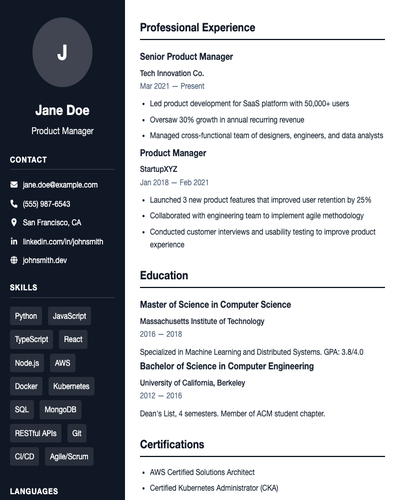 J
Jane Doe
Product Manager
CONTACT
jane.doe@example.com
(555) 987-6543
San Francisco, CA
linkedin.com/in/johnsmith
johnsmith.dev
SKILLS
Python JavaScript
TypeScript React
Node.js AWS
Docker Kubernetes
SQL MongoDB
RESTful APIs Git
CI/CD Agile/Scrum
LANGUAGES
Professional Experience
Senior Product Manager
Tech Innovation Co.
Mar 2021 — Present
• Led product development for SaaS platform with 50,000+ users
• Oversaw 30% growth in annual recurring revenue
• Managed cross-functional team of designers, engineers, and data analysts
Product Manager
StartupXYZ
Jan 2018 — Feb 2021
• Launched 3 new product features that improved user retention by 25%
• Collaborated with engineering team to implement agile methodology
• Conducted customer interviews and usability testing to improve product
experience
Education
Master of Science in Computer Science
Massachusetts Institute of Technology
2016 — 2018
Specialized in Machine Learning and Distributed Systems. GPA: 3.8/4.0
Bachelor of Science in Computer Engineering
University of California, Berkeley
2012 — 2016
Dean's List, 4 semesters. Member of ACM student chapter.
Certifications
• AWS Certified Solutions Architect
• Certified Kubernetes Administrator (CKA)